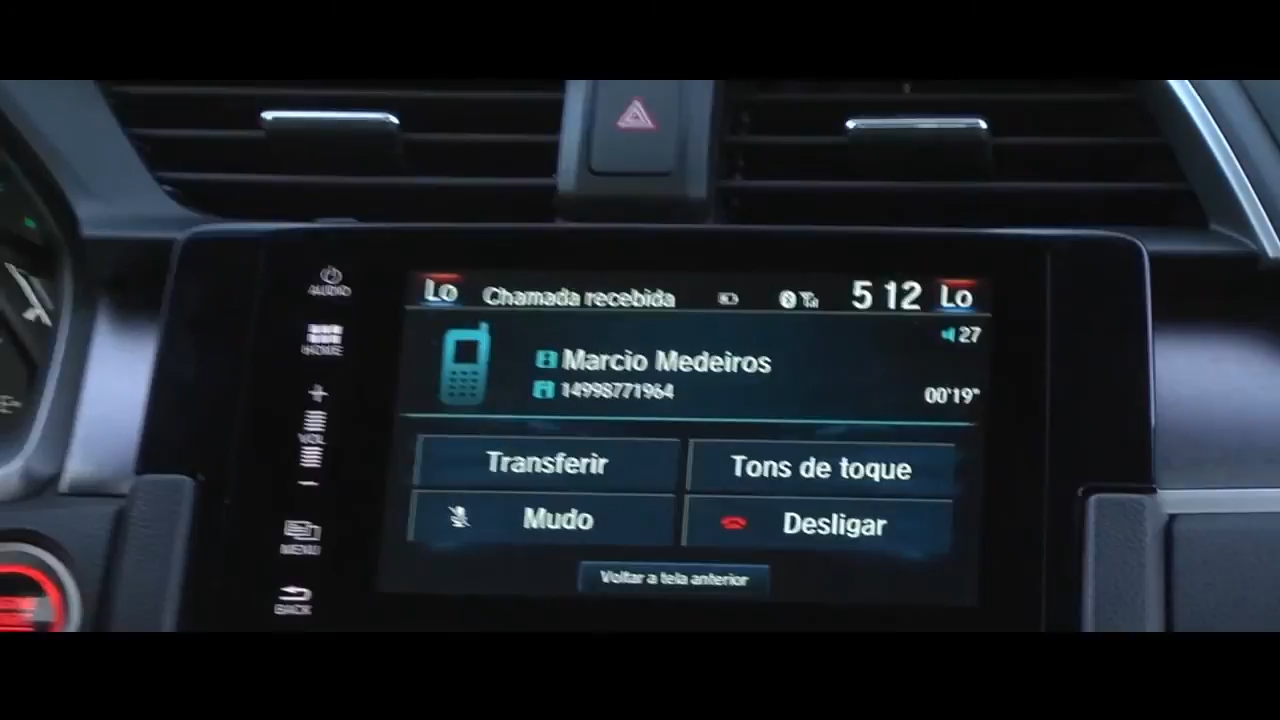 AUDIO
HOME
+
VOL
-
MENU
BACK
Lo Chamada recebida 5 12 Lo
27
Marcio Medeiros
14998771964 00'19"
Transferir Tons de toque
Mudo Desligar
Voltar a tela anterior